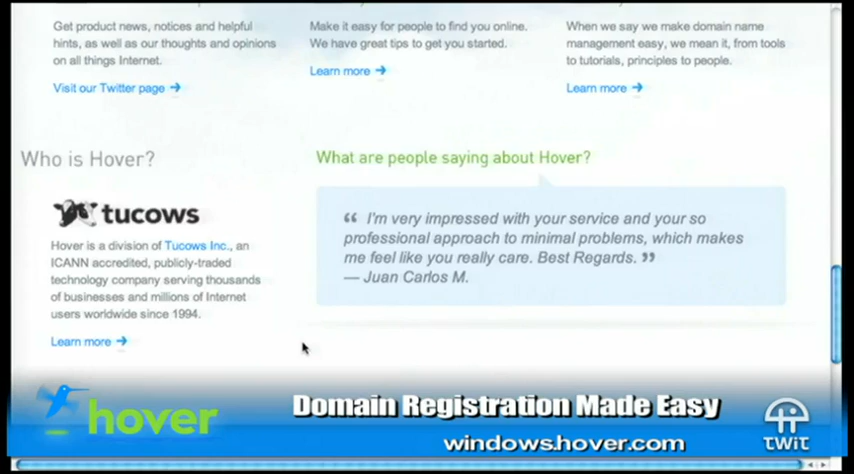 Get product news, notices and helpful
hints, as well as our thoughts and opinions
on all things Internet.
Visit our Twitter page
Make it easy for people to find you online.
We have great tips to get you started.
Learn more
When we say we make domain name
management easy, we mean it, from tools
to tutorials, principles to people.
Learn more
Who is Hover?
tucows
Hover is a division of Tucows Inc., an
ICANN accredited, publicly-traded
technology company serving thousands
of businesses and millions of Internet
users worldwide since 1994.
Learn more
What are people saying about Hover?
“ I'm very impressed with your service and your so
professional approach to minimal problems, which makes
me feel like you really care. Best Regards. ”
— Juan Carlos M.
hover
Domain Registration Made Easy
windows.hover.com
TWiT